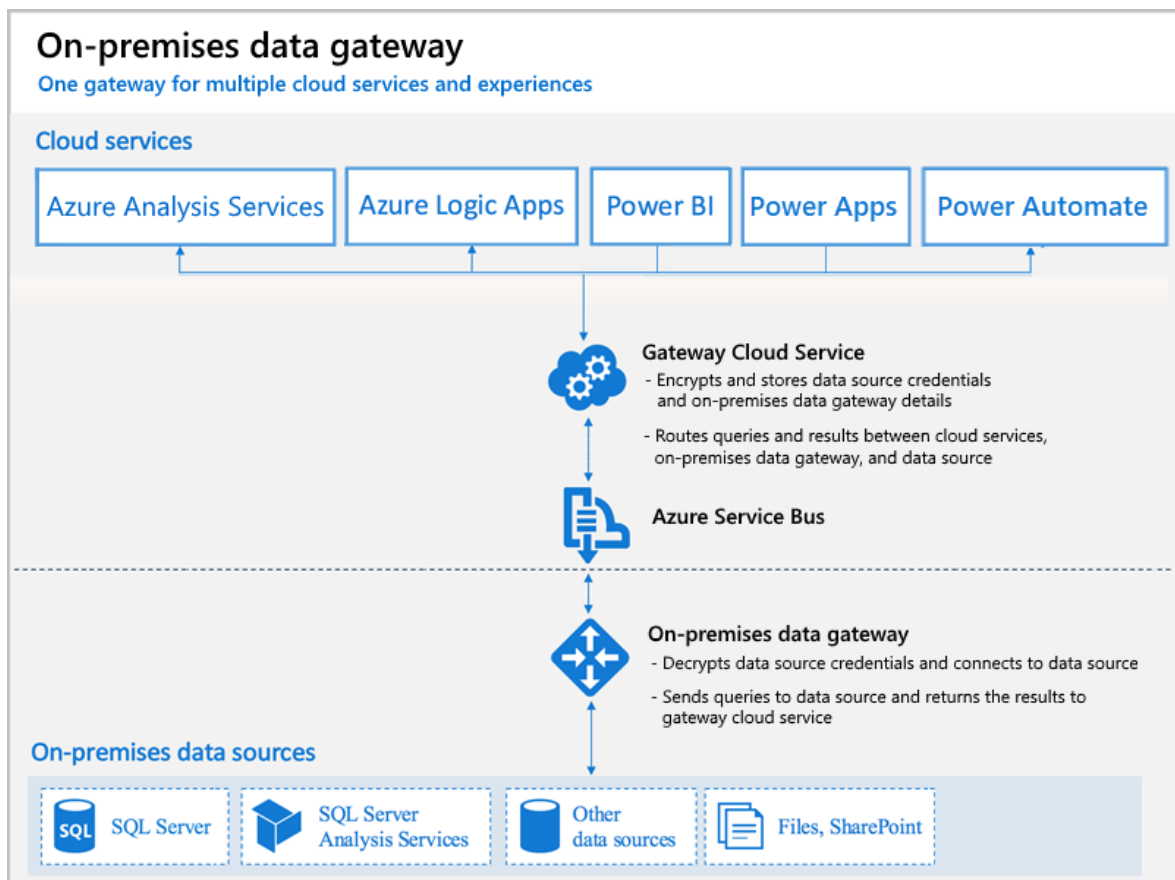 On-premises data gateway
One gateway for multiple cloud services and experiences
Cloud services
Azure Analysis Services
Azure Logic Apps
Power BI
Power Apps
Power Automate
Gateway Cloud Service
- Encrypts and stores data source credentials
and on-premises data gateway details
- Routes queries and results between cloud services,
on-premises data gateway, and data source
Azure Service Bus
On-premises data gateway
- Decrypts data source credentials and connects to data source
- Sends queries to data source and returns the results to
gateway cloud service
On-premises data sources
SQL
SQL Server
SQL Server
Analysis Services
Other
data sources
Files, SharePoint